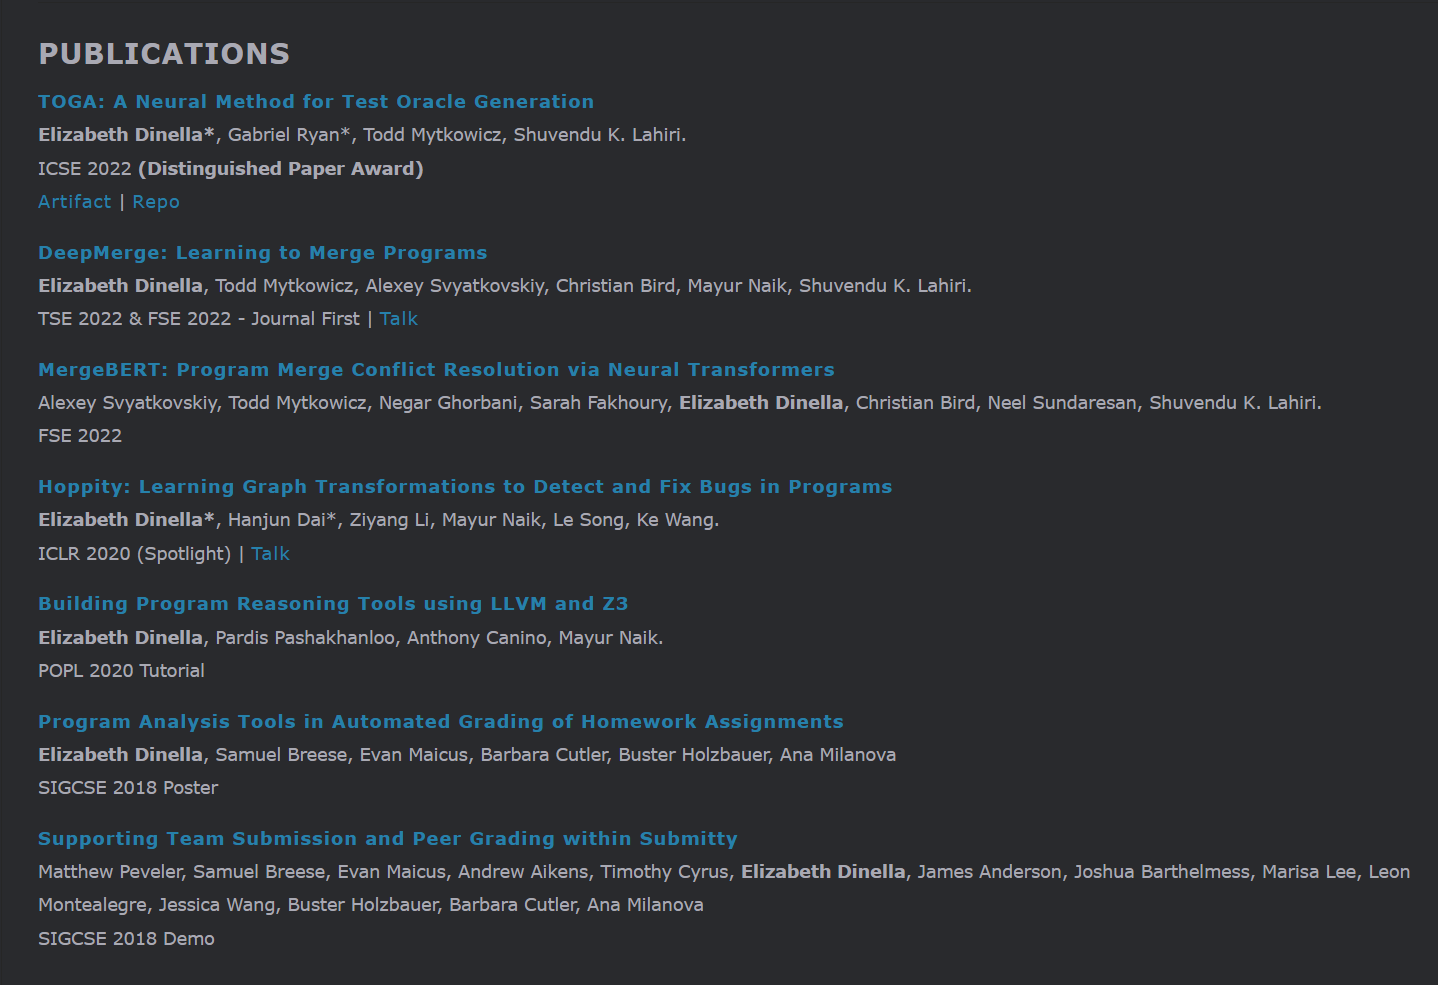 PUBLICATIONS
TOGA: A Neural Method for Test Oracle Generation
Elizabeth Dinella*, Gabriel Ryan*, Todd Mytkowicz, Shuvendu K. Lahiri.
ICSE 2022 (Distinguished Paper Award)
Artifact | Repo
DeepMerge: Learning to Merge Programs
Elizabeth Dinella, Todd Mytkowicz, Alexey Svyatkovskiy, Christian Bird, Mayur Naik, Shuvendu K. Lahiri.
TSE 2022 & FSE 2022 - Journal First | Talk
MergeBERT: Program Merge Conflict Resolution via Neural Transformers
Alexey Svyatkovskiy, Todd Mytkowicz, Negar Ghorbani, Sarah Fakhoury, Elizabeth Dinella, Christian Bird, Neel Sundaresan, Shuvendu K. Lahiri.
FSE 2022
Hoppity: Learning Graph Transformations to Detect and Fix Bugs in Programs
Elizabeth Dinella*, Hanjun Dai*, Ziyang Li, Mayur Naik, Le Song, Ke Wang.
ICLR 2020 (Spotlight) | Talk
Building Program Reasoning Tools using LLVM and Z3
Elizabeth Dinella, Pardis Pashakhanloo, Anthony Canino, Mayur Naik.
POPL 2020 Tutorial
Program Analysis Tools in Automated Grading of Homework Assignments
Elizabeth Dinella, Samuel Breese, Evan Maicus, Barbara Cutler, Buster Holzbauer, Ana Milanova
SIGCSE 2018 Poster
Supporting Team Submission and Peer Grading within Submitty
Matthew Peveler, Samuel Breese, Evan Maicus, Andrew Aikens, Timothy Cyrus, Elizabeth Dinella, James Anderson, Joshua Barthelmess, Marisa Lee, Leon
Montealegre, Jessica Wang, Buster Holzbauer, Barbara Cutler, Ana Milanova
SIGCSE 2018 Demo